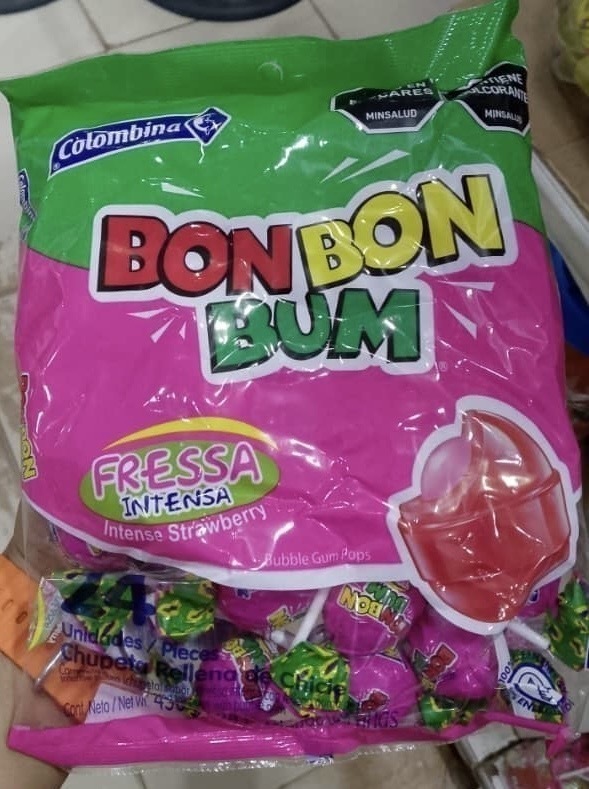 Colombina
MINSALUD
MINSALUD
BON BON
BUM
FRESSA
INTENSA
Intense Strawberry
Bubble Gum Pops
24
Unidades / Pieces
Chupeta Rellena de Chicle
Cont. Neto / Net Wt.